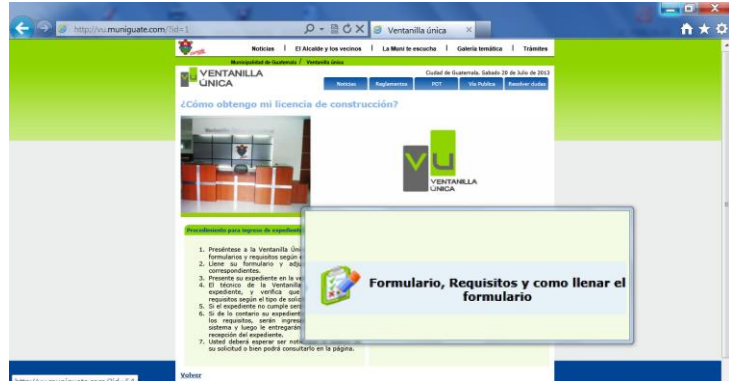 http://vu.muniguate.com/?id=1
Ventanilla única
Noticias | El Alcalde y los vecinos | La Muni te escucha | Galería temática | Trámites
Municipalidad de Guatemala / Ventanilla única
VENTANILLA
ÚNICA
Ciudad de Guatemala. Sabado 20 de Julio de 2013
Noticias Reglamentos POT Vía Publica Resolver dudas
¿Cómo obtengo mi licencia de construcción?
vu
VENTANILLA
ÚNICA
Procedimiento para ingreso de expediente
1. Preséntese a la Ventanilla
formularios y requisitos según
2. Llene su formulario y
correspondientes.
3. Presente su expediente en la
4. El técnico de la Ventanilla
expediente, y verifica que
requisitos según el tipo de
5. Si el expediente no cumple
6. Si de lo contario su
los requisitos, serán
sistema y luego le entregarán
recepción del expediente.
7. Usted deberá esperar ser
su solicitud o bien podrá consultarlo en la página.
Formulario, Requisitos y como llenar el
formulario
Volver